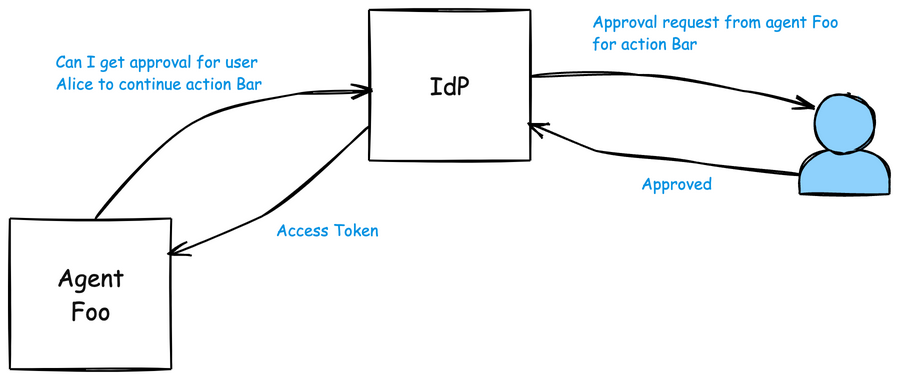 Approval request from agent Foo
for action Bar
Can I get approval for user
Alice to continue action Bar
IdP
Approved
Access Token
Agent
Foo